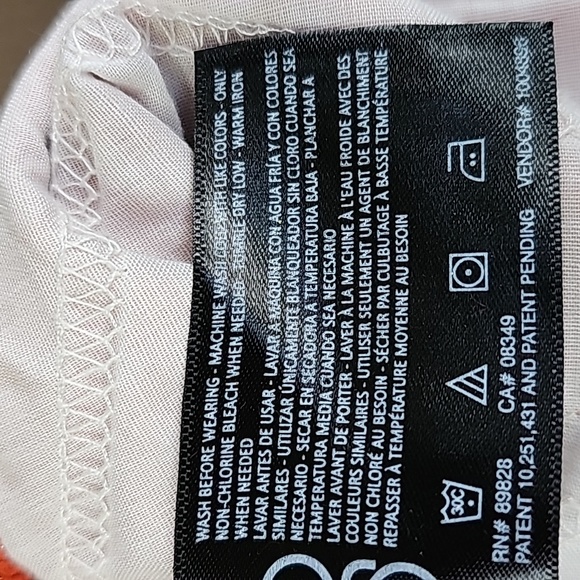 WASH BEFORE WEARING - MACHINE WASH COLD WITH LIKE COLORS - ONLY
NON-CHLORINE BLEACH WHEN NEEDED - TUMBLE DRY LOW - WARM IRON
WHEN NEEDED
LAVAR ANTES DE USAR - LAVAR A MÁQUINA CON AGUA FRÍA Y CON COLORES
SIMILARES - UTILIZAR ÚNICAMENTE BLANQUEADOR SIN CLORO CUANDO SEA
NECESARIO - SECAR EN SECADORA A TEMPERATURA BAJA - PLANCHAR A
TEMPERATURA MEDIA CUANDO SEA NECESARIO
LAVER AVANT DE PORTER - LAVER À LA MACHINE À L'EAU FROIDE AVEC DES
COULEURS SIMILAIRES - UTILISER SEULEMENT UN AGENT DE BLANCHIMENT
NON CHLORÉ AU BESOIN - SÉCHER PAR CULBUTAGE À BASSE TEMPÉRATURE
REPASSER À TEMPÉRATURE MOYENNE AU BESOIN
30C
RN# 89828 CA# 08349
PATENT 10,251,431 AND PATENT PENDING VENDOR#